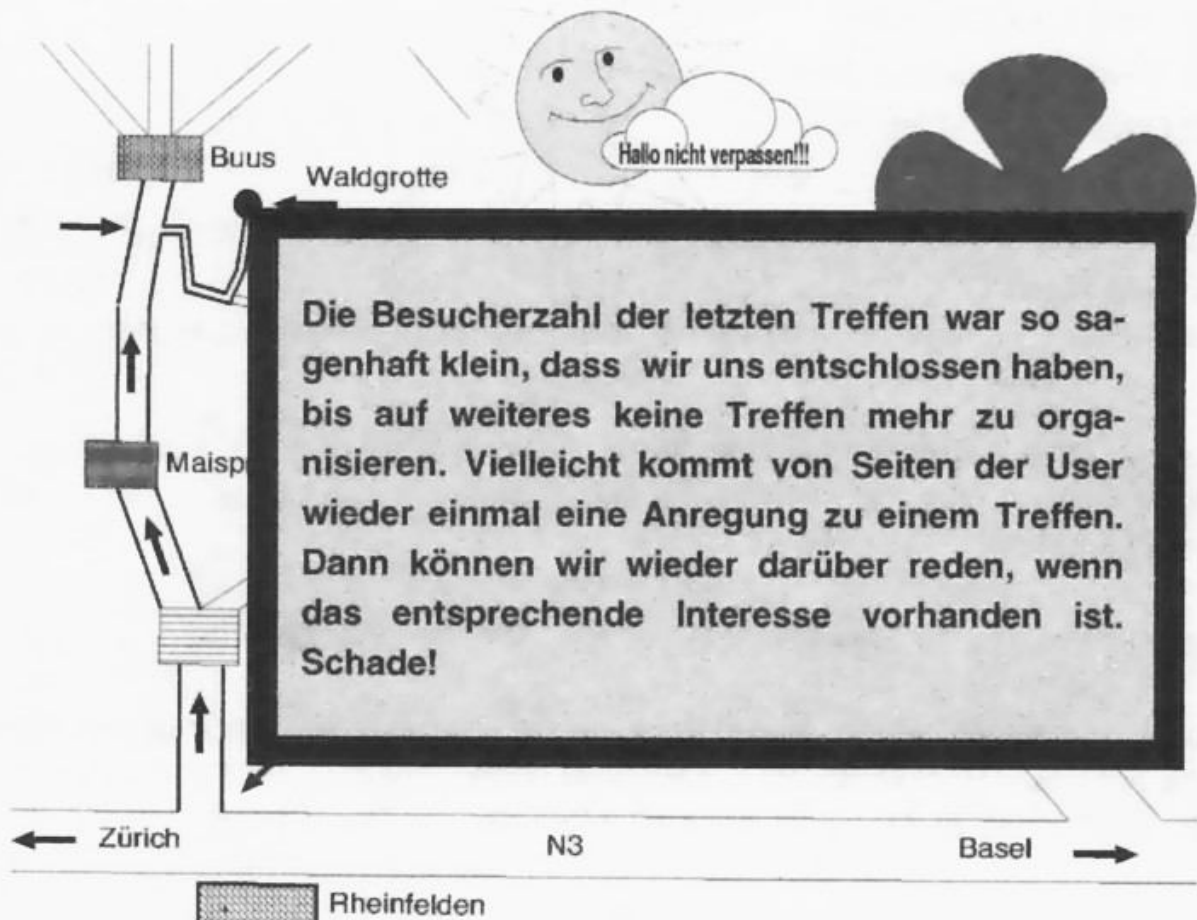 Hallo nicht verpassen!!!
Buus
Waldgrotte
Die Besucherzahl der letzten Treffen war so sa-
genhaft klein, dass wir uns entschlossen haben,
bis auf weiteres keine Treffen mehr zu orga-
nisieren. Vielleicht kommt von Seiten der User
wieder einmal eine Anregung zu einem Treffen.
Dann können wir wieder darüber reden, wenn
das entsprechende Interesse vorhanden ist.
Schade!
Maisp
Zürich
N3
Basel
Rheinfelden